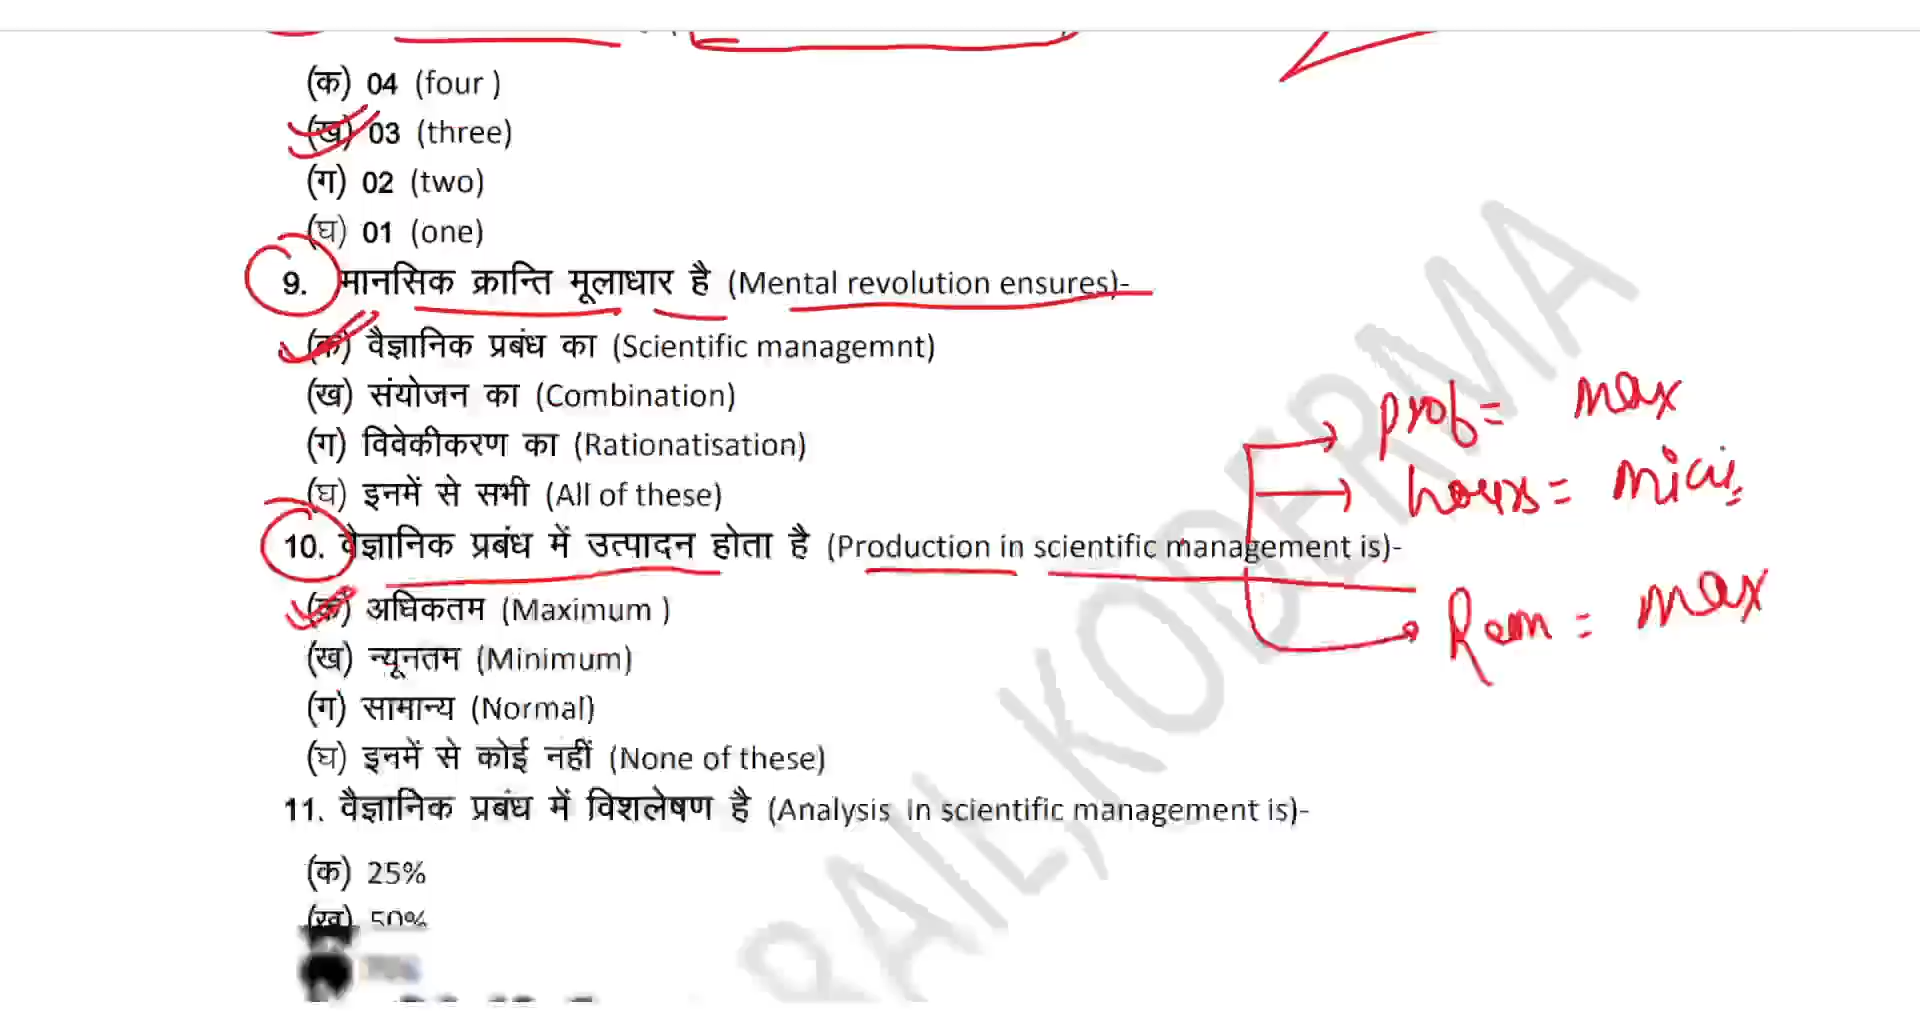 (क) 04 (four )
(ख) 03 (three)
(ग) 02 (two)
(घ) 01 (one)
9. मानसिक क्रान्ति मूलाधार है (Mental revolution ensures)-
(क) वैज्ञानिक प्रबंध का (Scientific managemnt)
(ख) संयोजन का (Combination)
(ग) विवेकीकरण का (Rationatisation)
(घ) इनमें से सभी (All of these)
10. वैज्ञानिक प्रबंध में उत्पादन होता है (Production in scientific management is)-
(क) अधिकतम (Maximum )
(ख) न्यूनतम (Minimum)
(ग) सामान्य (Normal)
(घ) इनमें से कोई नहीं (None of these)
11. वैज्ञानिक प्रबंध में विशलेषण है (Analysis In scientific management is)-
(क) 25%
(ख) 50%
prof = max
hours =
Rem = max
KODERMA